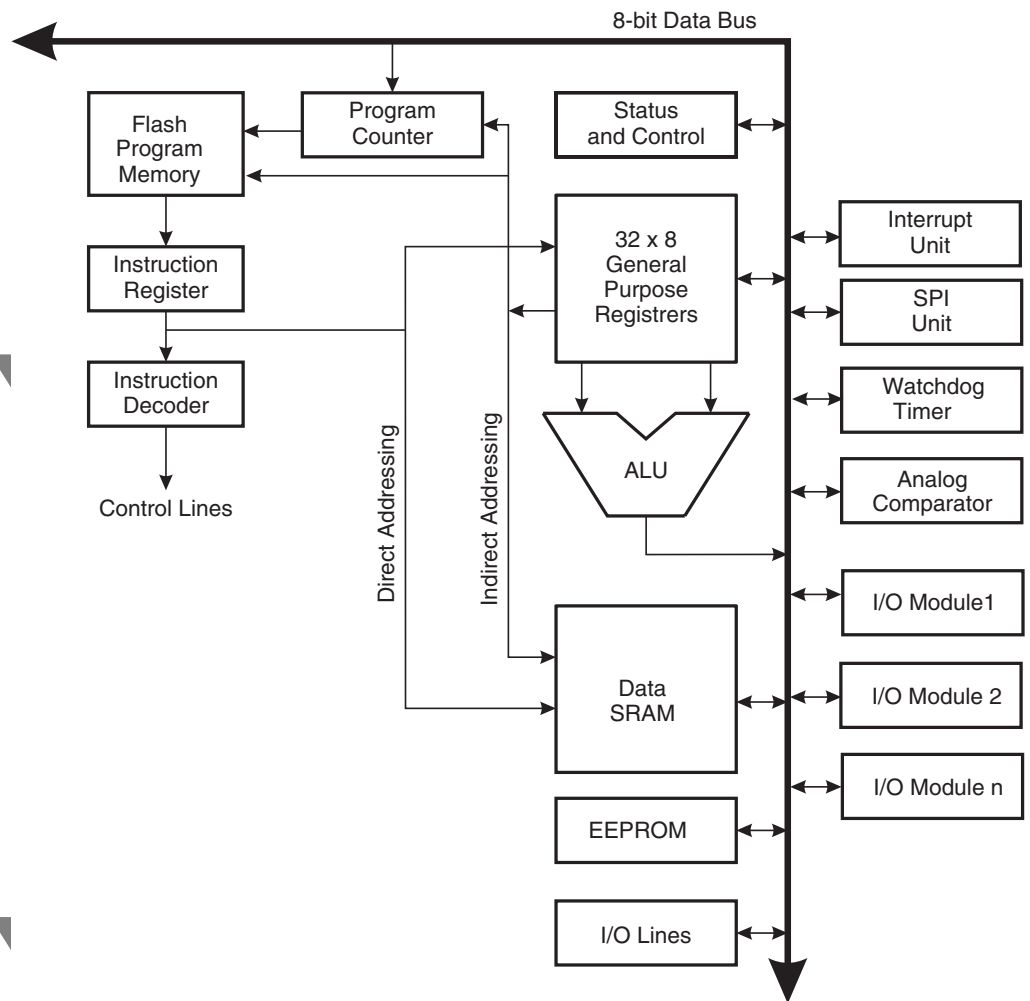 8-bit Data Bus
Flash
Program
Memory
Program
Counter
Status
and Control
32 x 8
General
Purpose
Registrers
Interrupt
Unit
Instruction
Register
SPI
Unit
Instruction
Decoder
Watchdog
Timer
Control Lines
Direct Addressing
Indirect Addressing
ALU
Analog
Comparator
I/O Module1
Data
SRAM
I/O Module 2
I/O Module n
EEPROM
I/O Lines